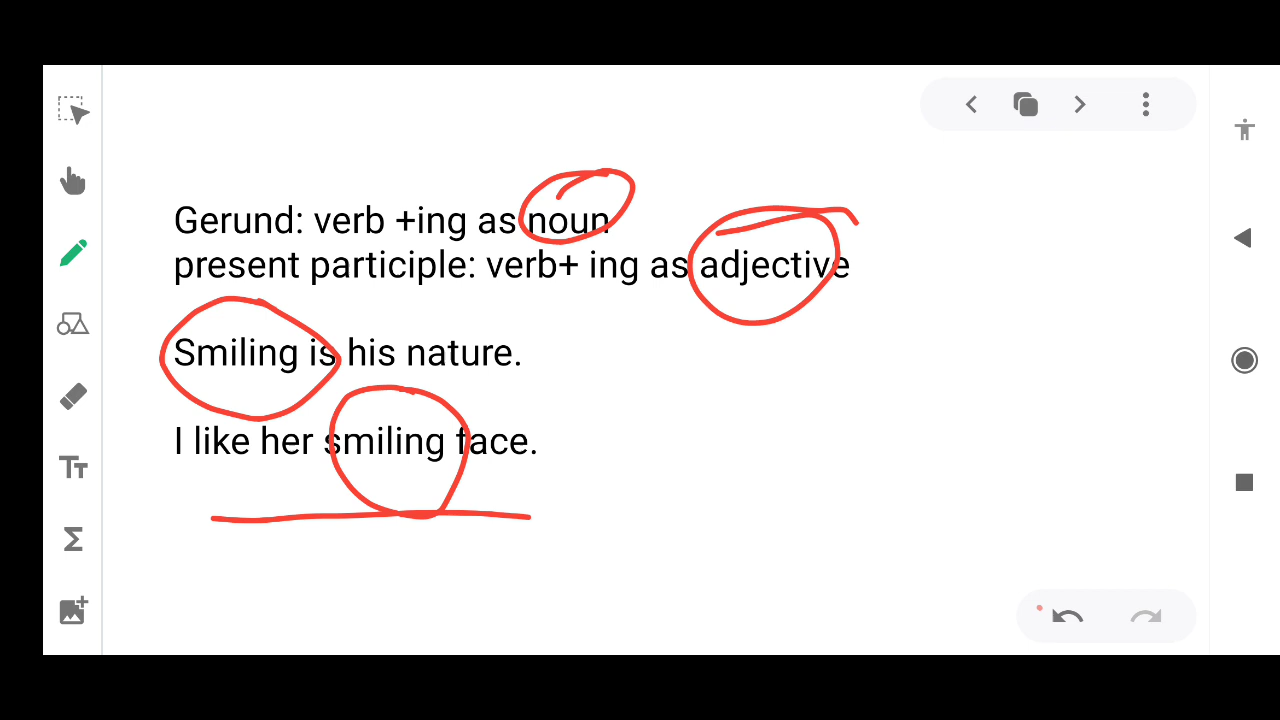 Gerund: verb +ing as noun
present participle: verb+ ing as adjective
Smiling is his nature.
I like her smiling face.